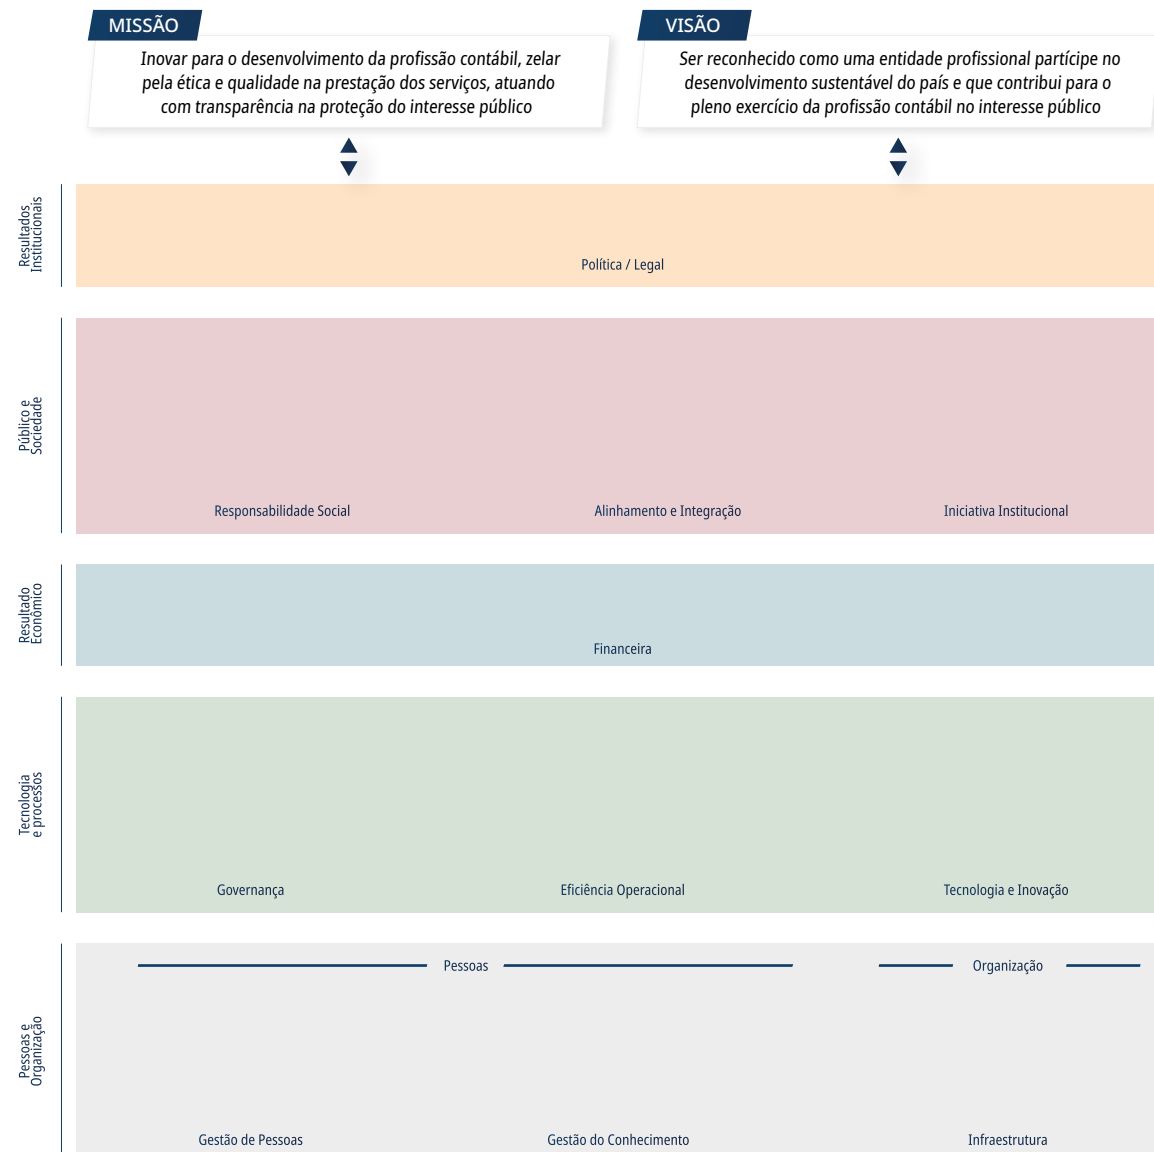 MISSÃO
Inovar para o desenvolvimento da profissão contábil, zelar
pela ética e qualidade na prestação dos serviços, atuando
com transparência na proteção do interesse público
VISÃO
Ser reconhecido como uma entidade profissional partícipe no
desenvolvimento sustentável do país e que contribui para o
pleno exercício da profissão contábil no interesse público
Resultados
Institucionais
Política / Legal
Público e
Sociedade
Responsabilidade Social
Alinhamento e Integração
Iniciativa Institucional
Resultado
Econômico
Financeira
Tecnologia
e processos
Governança
Eficiência Operacional
Tecnologia e Inovação
Pessoas e
Organização
Pessoas
Organização
Gestão de Pessoas
Gestão do Conhecimento
Infraestrutura